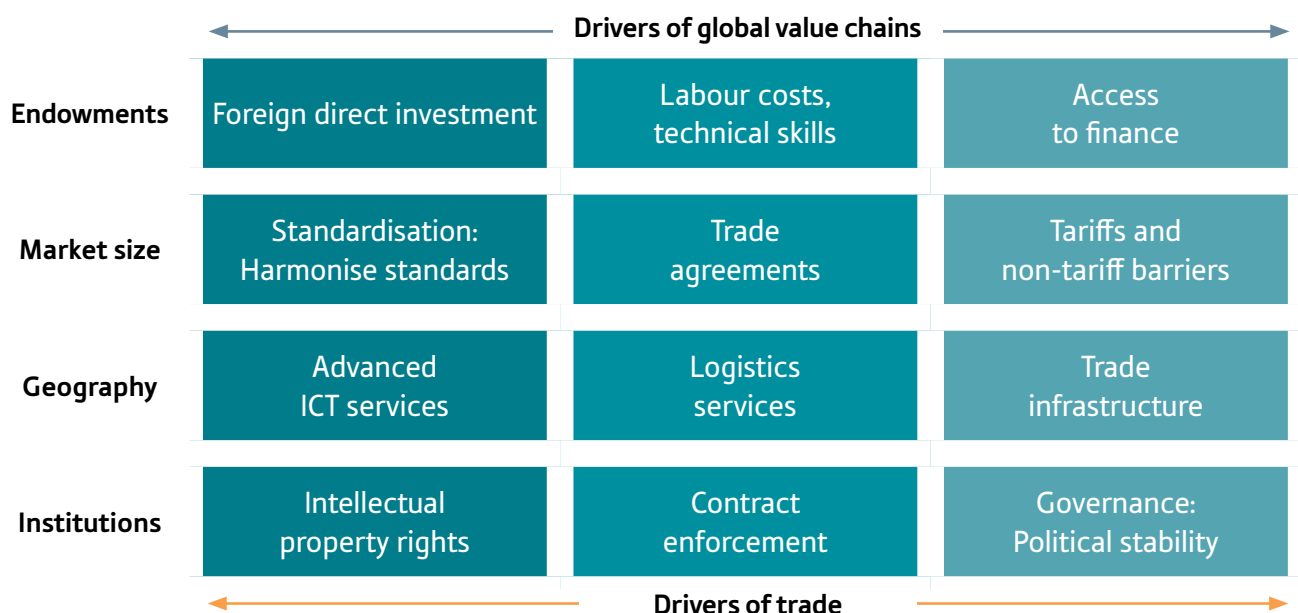 Drivers of global value chains
Endowments
Foreign direct investment
Labour costs,
technical skills
Access
to finance
Market size
Standardisation:
Harmonise standards
Trade
agreements
Tariffs and
non-tariff barriers
Geography
Advanced
ICT services
Logistics
services
Trade
infrastructure
Institutions
Intellectual
property rights
Contract
enforcement
Governance:
Political stability
Drivers of trade